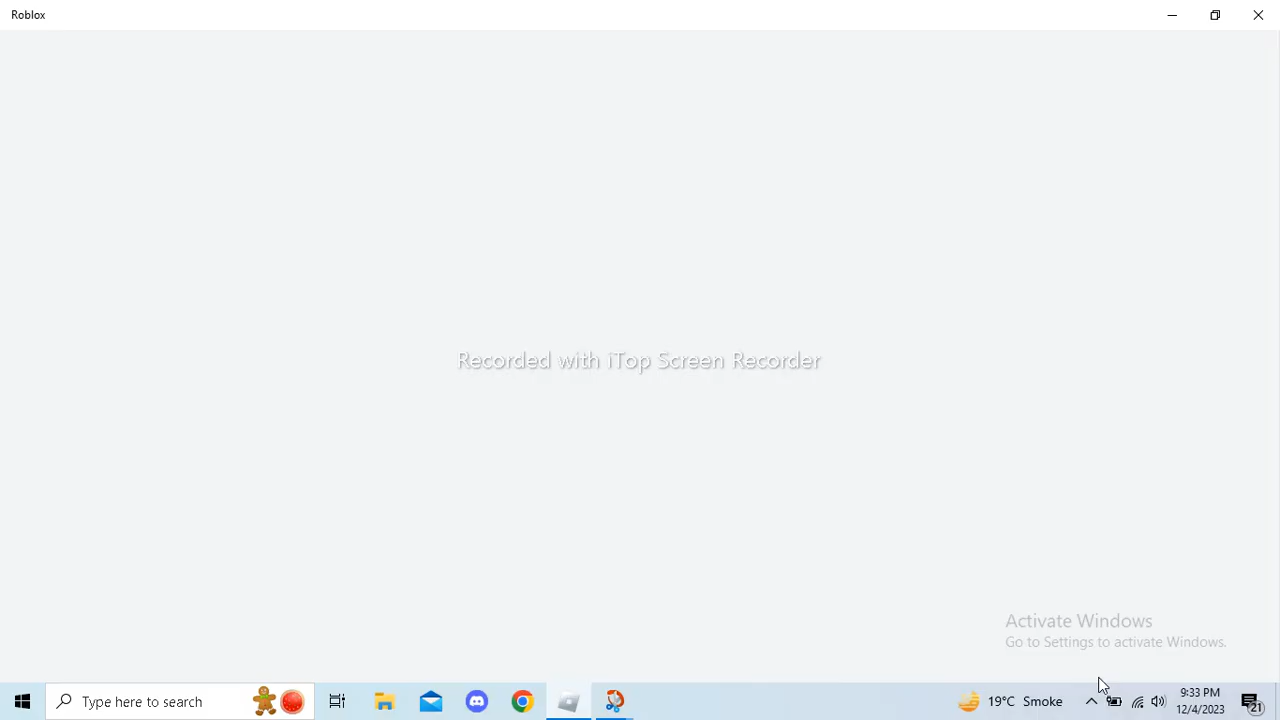 Roblox
Recorded with iTop Screen Recorder
Activate Windows
Go to Settings to activate Windows.
Type here to search
19°C Smoke
9:33 PM
12/4/2023
21